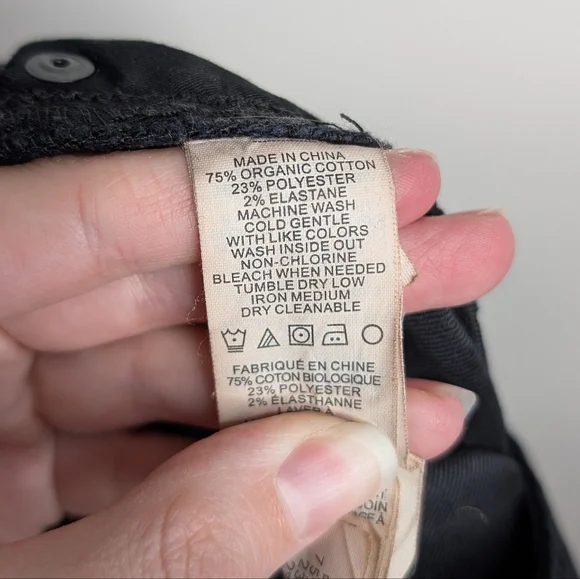 MADE IN CHINA
75% ORGANIC COTTON
23% POLYESTER
2% ELASTANE
MACHINE WASH
COLD GENTLE
WITH LIKE COLORS
WASH INSIDE OUT
NON-CHLORINE
BLEACH WHEN NEEDED
TUMBLE DRY LOW
IRON MEDIUM
DRY CLEANABLE
FABRIQUÉ EN CHINE
75% COTON BIOLOGIQUE
23% POLYESTER
2% ÉLASTHANNE
LAVER À